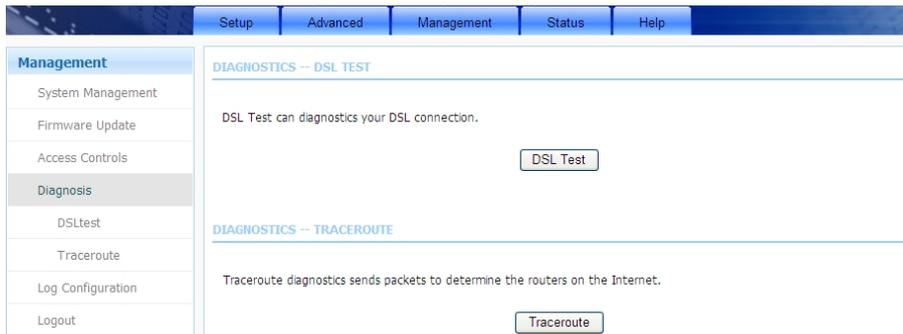 Setup Advanced Management Status Help
Management
System Management
Firmware Update
Access Controls
Diagnosis
DSLtest
Traceroute
Log Configuration
Logout
DIAGNOSTICS -- DSL TEST
DSL Test can diagnostics your DSL connection.
DSL Test
DIAGNOSTICS -- TRACEROUTE
Traceroute diagnostics sends packets to determine the routers on the Internet.
Traceroute